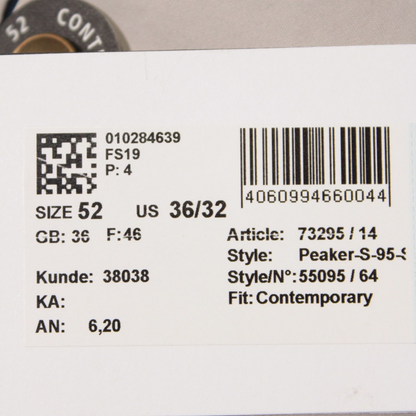 52 CONT
010284639
FS19
P: 4
4060994660044
SIZE 52 US 36/32
GB: 36 F:46
Article: 73295 / 14
Style: Peaker-S-95-S
Kunde: 38038
Style/N°: 55095 / 64
KA:
Fit: Contemporary
AN: 6,20